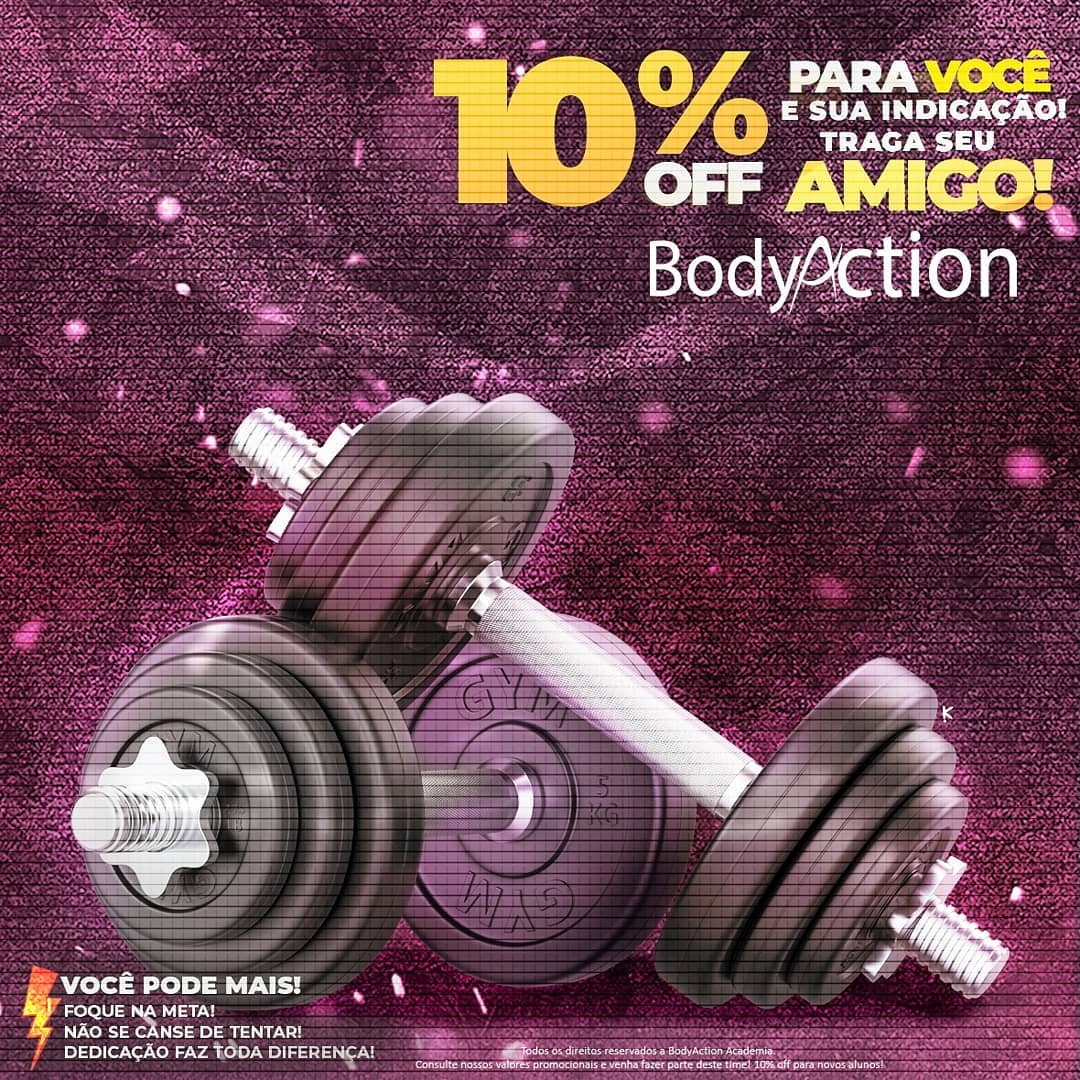 10%
OFF
PARA VOCÊ
E SUA INDICAÇÃO!
TRAGA SEU
AMIGO!
BodyAction
GYM
5
KG
GYM
K
VOCÊ PODE MAIS!
FOQUE NA META!
NÃO SE CANSE DE TENTAR!
DEDICAÇÃO FAZ TODA DIFERENÇA!
Todos os direitos reservados a BodyAction Academia.
Consulte nossos valores promocionais e venha fazer parte deste time! 10% off para novos alunos!